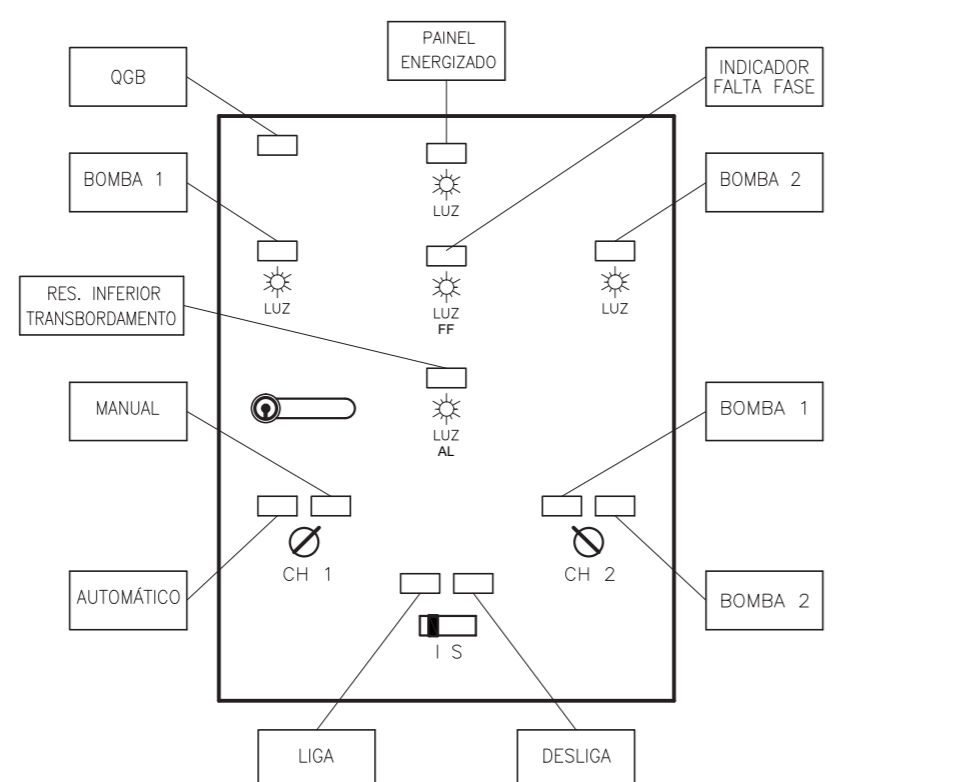 PAINEL
ENERGIZADO
QGB
INDICADOR
FALTA FASE
BOMBA 1
LUZ
BOMBA 2
LUZ
LUZ
FF
LUZ
RES. INFERIOR
TRANSBORDAMENTO
MANUAL
LUZ
AL
BOMBA 1
CH 1
CH 2
AUTOMÁTICO
BOMBA 2
I S
LIGA
DESLIGA